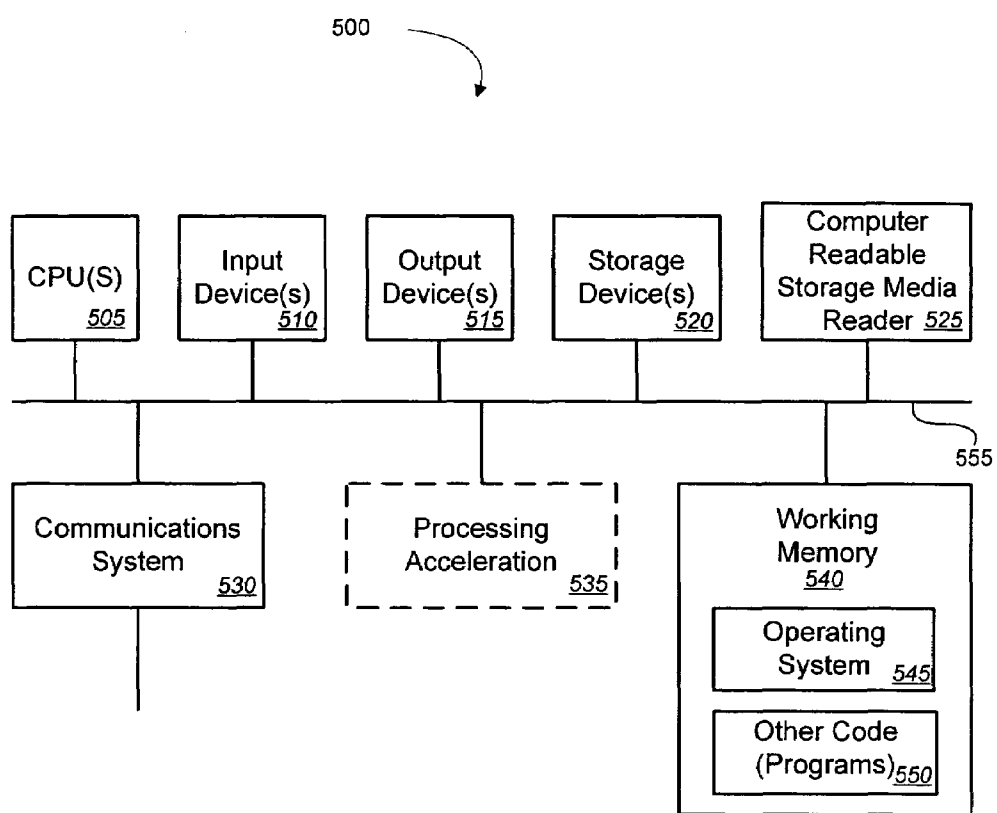 500
CPU(S)
505
Input
Device(s)
510
Output
Device(s)
515
Storage
Device(s)
520
Computer
Readable
Storage Media
Reader 525
555
Communications
System
530
Processing
Acceleration
535
Working
Memory
540
Operating
System
545
Other Code
(Programs)
550